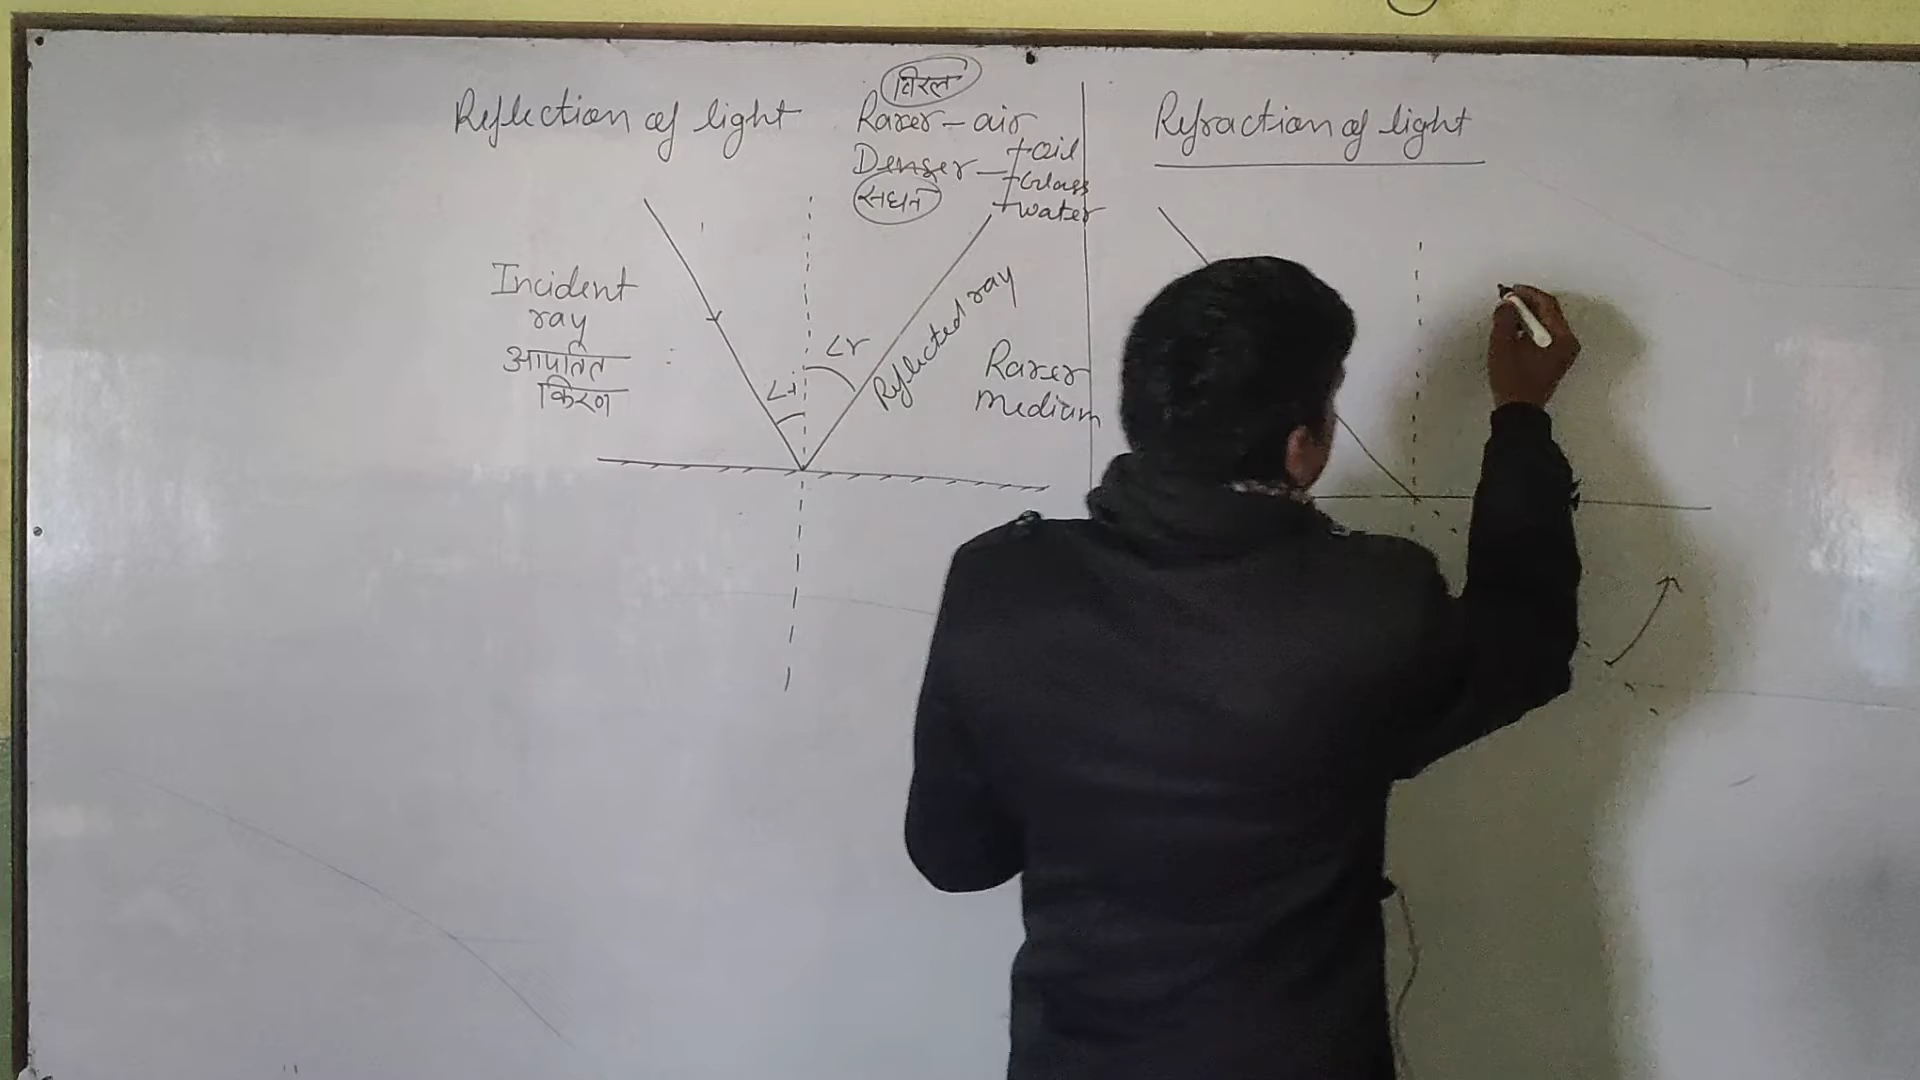 Reflection of light
विरल
Rarer - air
Denser - oil
Glass
water
सघन
Incident
ray
आपतित
किरण
<i
<r
Reflected ray
Rarer
medium
Refraction of light